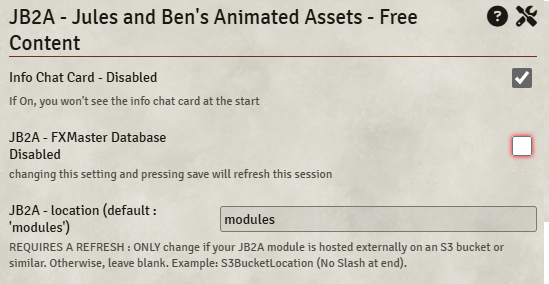 JB2A - Jules and Ben's Animated Assets - Free
Content
Info Chat Card - Disabled
If On, you won't see the info chat card at the start
JB2A - FXMaster Database
Disabled
changing this setting and pressing save will refresh this session
JB2A - location (default :
'modules')
modules
REQUIRES A REFRESH : ONLY change if your JB2A module is hosted externally on an S3 bucket or
similar. Otherwise, leave blank. Example: S3BucketLocation (No Slash at end).